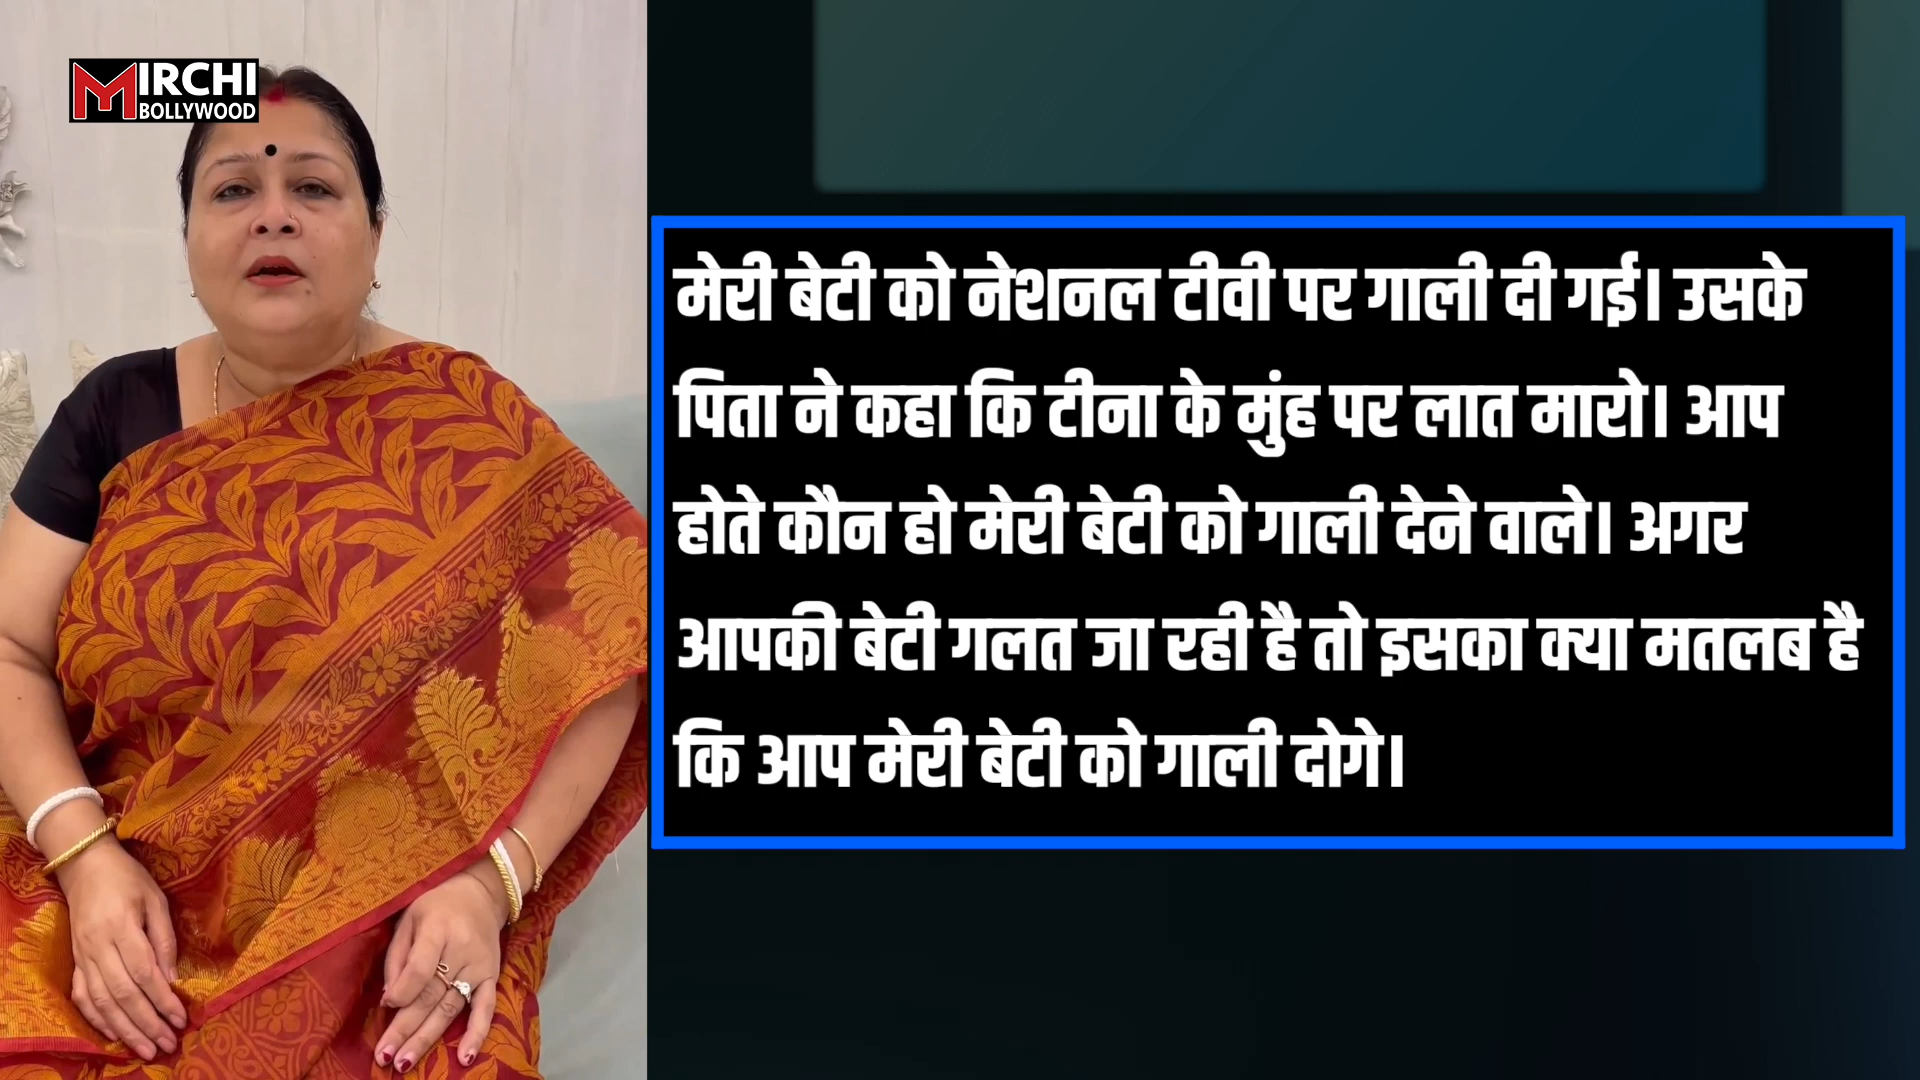 MIRCHI
BOLLYWOOD
मेरी बेटी को नेशनल टीवी पर गाली दी गई। उसके
पिता ने कहा कि टीना के मुंह पर लात मारो। आप
होते कौन हो मेरी बेटी को गाली देने वाले। अगर
आपकी बेटी गलत जा रही है तो इसका क्या मतलब है
कि आप मेरी बेटी को गाली दोगे।